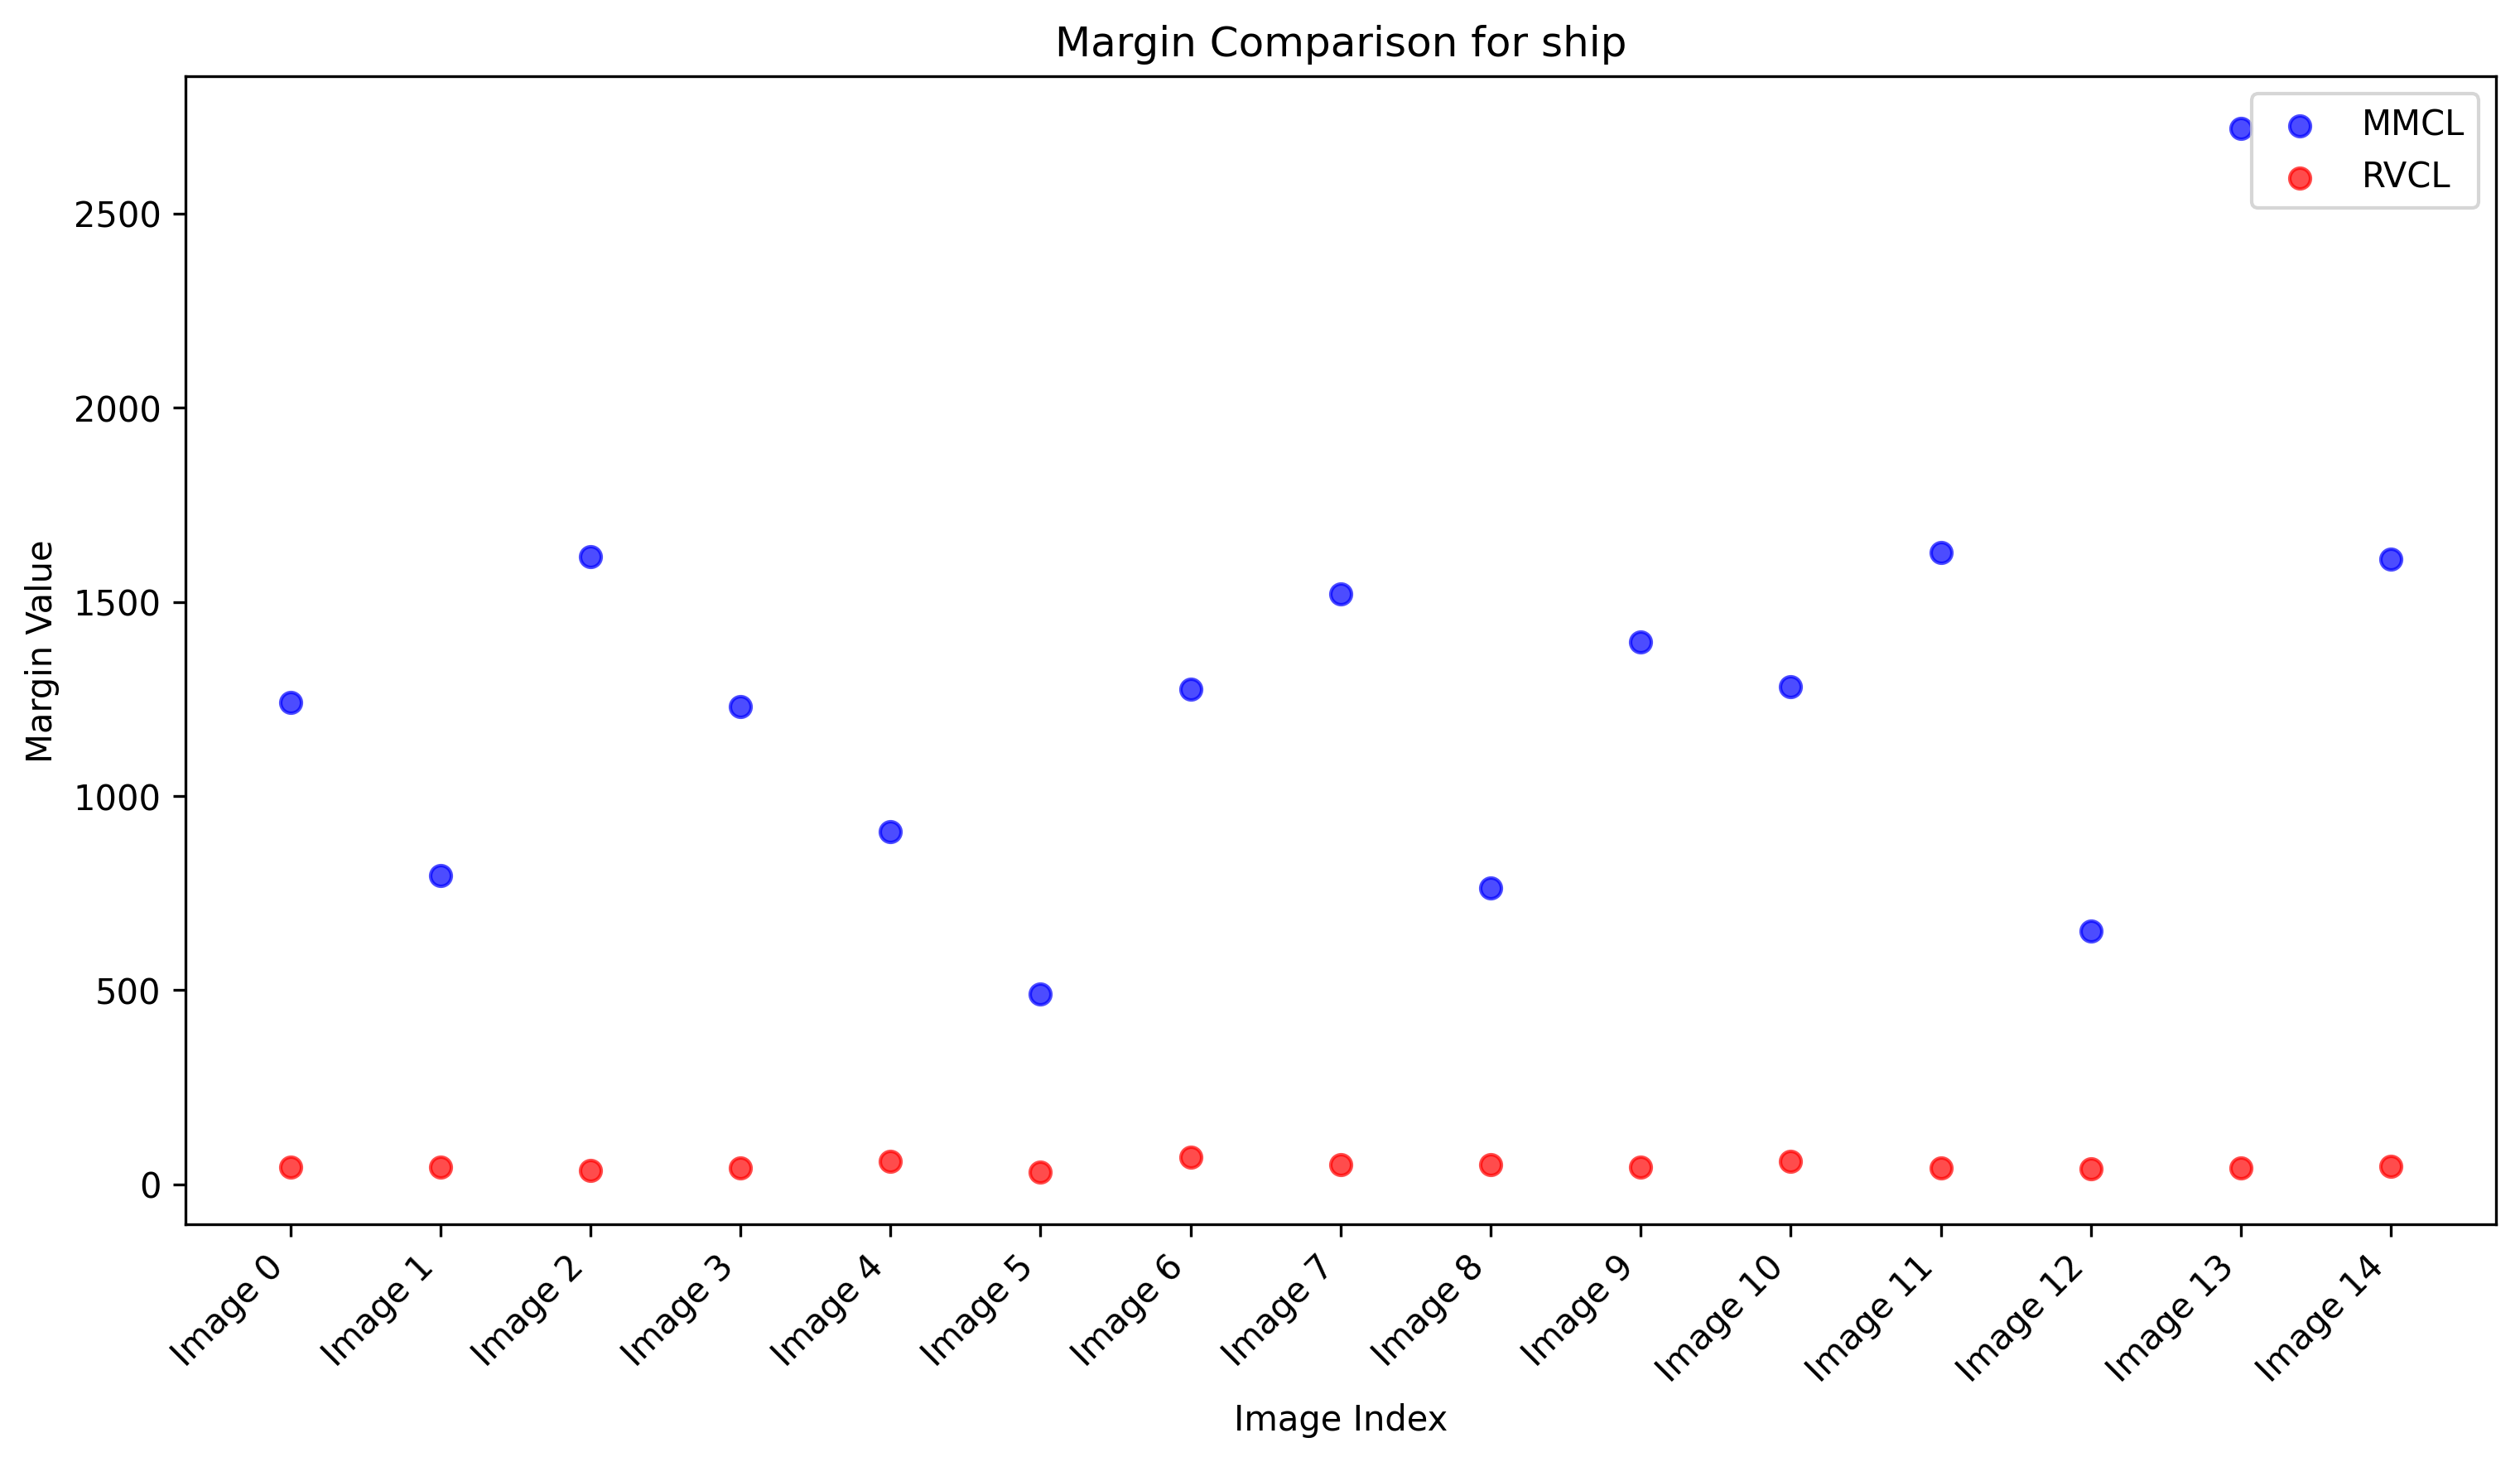 Margin Comparison for ship
MMCL
RVCL
Margin Value
2500
2000
1500
1000
500
0
Image 0
Image 1
Image 2
Image 3
Image 4
Image 5
Image 6
Image 7
Image 8
Image 9
Image 10
Image 11
Image 12
Image 13
Image 14
Image Index